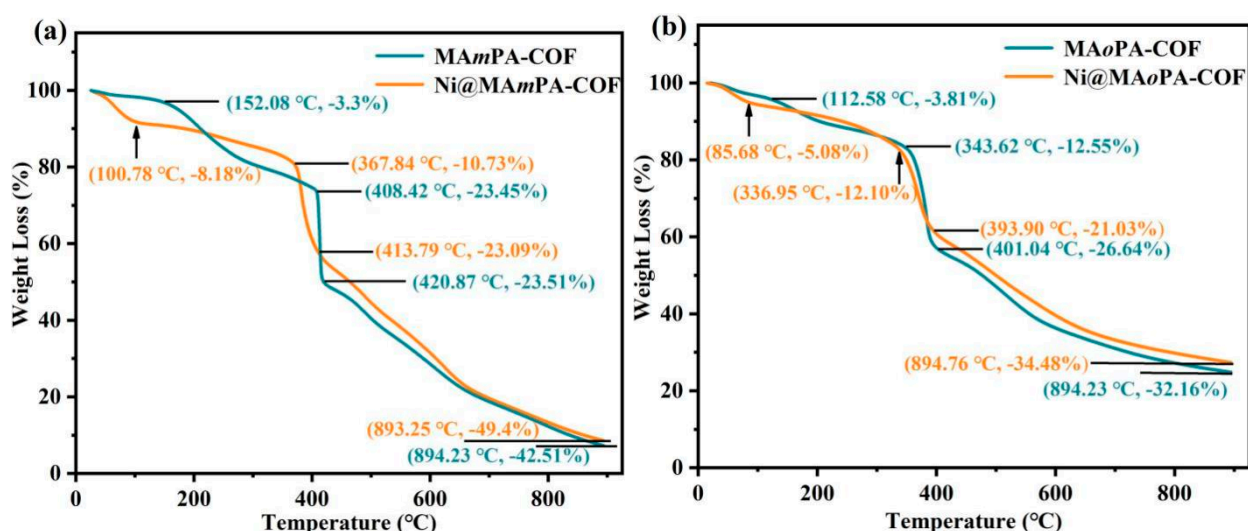 (a)
MAmPA-COF
Ni@MAmPA-COF
100
80
60
40
20
0
Weight Loss (%)
(152.08 °C, -3.3%)
(100.78 °C, -8.18%)
(367.84 °C, -10.73%)
(408.42 °C, -23.45%)
(413.79 °C, -23.09%)
(420.87 °C, -23.51%)
(893.25 °C, -49.4%)
(894.23 °C, -42.51%)
0 200 400 600 800
Temperature (°C)
(b)
MAoPA-COF
Ni@MAoPA-COF
100
80
60
40
20
0
Weight Loss (%)
(112.58 °C, -3.81%)
(85.68 °C, -5.08%)
(343.62 °C, -12.55%)
(336.95 °C, -12.10%)
(393.90 °C, -21.03%)
(401.04 °C, -26.64%)
(894.76 °C, -34.48%)
(894.23 °C, -32.16%)
0 200 400 600 800
Temperature (°C)